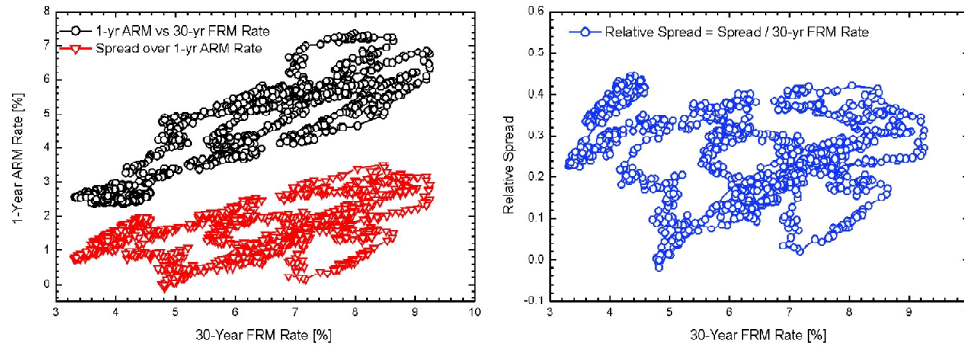 8
7
6
5
4
3
2
1
0
1-Year ARM Rate [%]
1-yr ARM vs 30-yr FRM Rate
Spread over 1-yr ARM Rate
3 4 5 6 7 8 9 10
30-Year FRM Rate [%]
0.6
0.5
0.4
0.3
0.2
0.1
0.0
-0.1
Relative Spread
Relative Spread = Spread / 30-yr FRM Rate
3 4 5 6 7 8 9 10
30-Year FRM Rate [%]